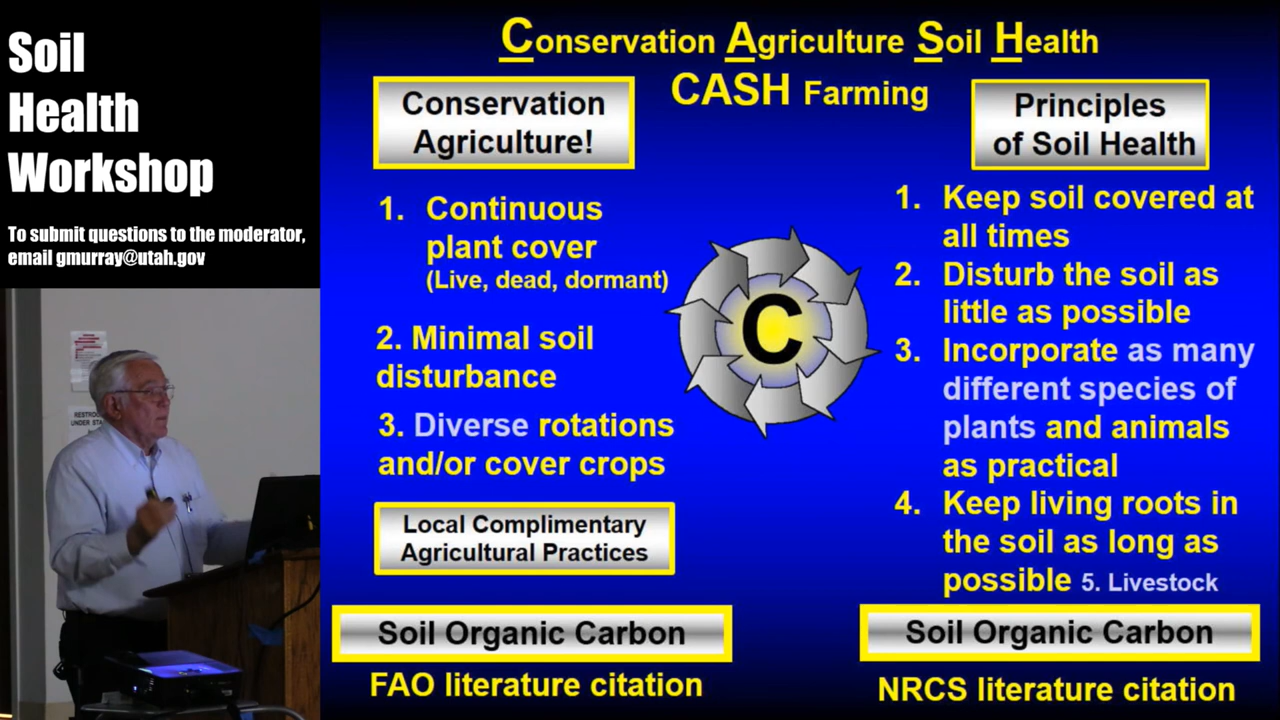 Soil
Health
Workshop
To submit questions to the moderator,
email gmurray@utah.gov
RESTROO
UNDER STA
Conservation Agriculture Soil Health
CASH Farming
Conservation
Agriculture!
1. Continuous
plant cover
(Live, dead, dormant)
2. Minimal soil
disturbance
3. Diverse rotations
and/or cover crops
Local Complimentary
Agricultural Practices
Soil Organic Carbon
FAO literature citation
C
Principles
of Soil Health
1. Keep soil covered at
all times
2. Disturb the soil as
little as possible
3. Incorporate as many
different species of
plants and animals
as practical
4. Keep living roots in
the soil as long as
possible 5. Livestock
Soil Organic Carbon
NRCS literature citation